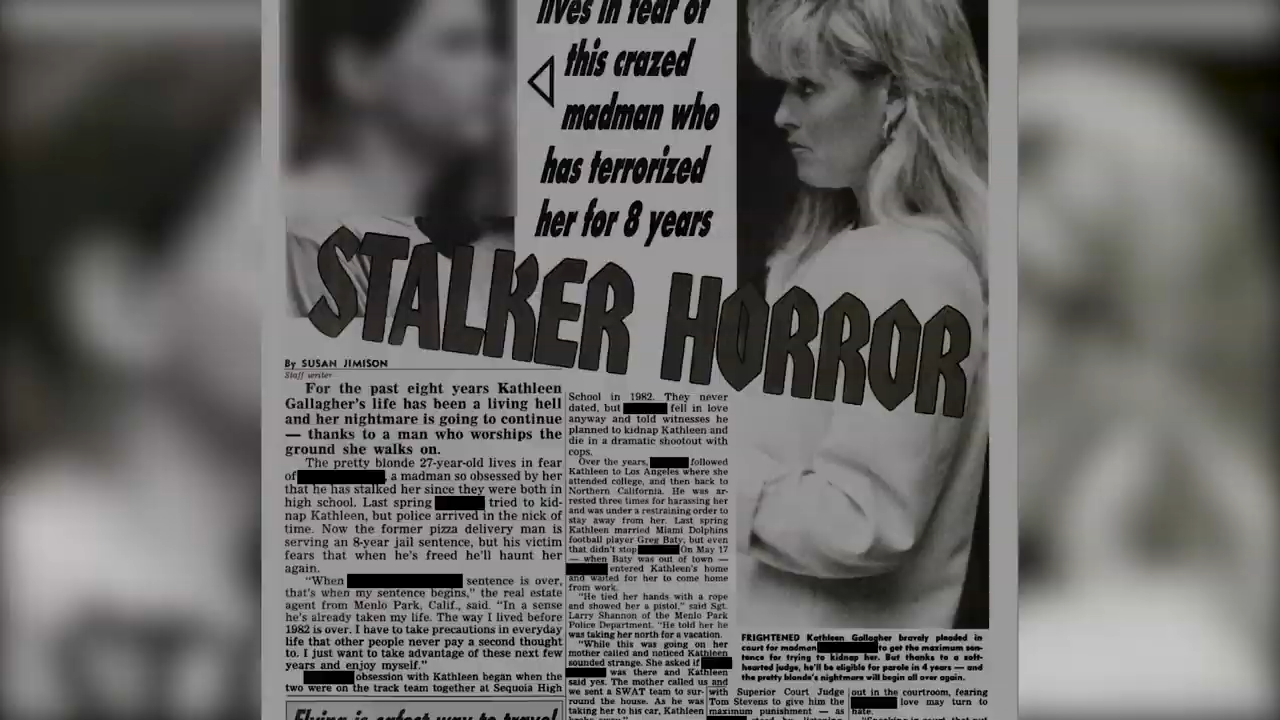 lives in fear of
this crazed
madman who
has terrorized
her for 8 years
STALKER HORROR
By SUSAN JIMISON
Staff writer
For the past eight years Kathleen
Gallagher's life has been a living hell
and her nightmare is going to continue
— thanks to a man who worships the
ground she walks on.
The pretty blonde 27-year-old lives in fear
of , a madman so obsessed by her
that he has stalked her since they were both in
high school. Last spring tried to kid-
nap Kathleen, but police arrived in the nick of
time. Now the former pizza delivery man is
serving an 8-year jail sentence, but his victim
fears that when he's freed he'll haunt her
again.
"When sentence is over,
that's when my sentence begins," the real estate
agent from Menlo Park, Calif., said. "In a sense
he's already taken my life. The way I lived before
1982 is over. I have to take precautions in everyday
life that other people never pay a second thought
to. I just want to take advantage of these next few
years and enjoy myself."
obsession with Kathleen began when the
two were on the track team together at Sequoia High
Flying is safest way to travel
School in 1982. They never
dated, but fell in love
anyway and told witnesses he
planned to kidnap Kathleen and
die in a dramatic shootout with
cops.
Over the years, followed
Kathleen to Los Angeles where she
attended college, and then back to
Northern California. He was ar-
rested three times for harassing her
and was under a restraining order to
stay away from her. Last spring
Kathleen married Miami Dolphins
football player Greg Baty, but even
that didn't stop On May 17
— when Baty was out of town —
entered Kathleen's home
and waited for her to come home
from work.
"He tied her hands with a rope
and showed her a pistol," said Sgt.
Larry Shannon of the Menlo Park
Police Department. "He told her he
was taking her north for a vacation.
"While this was going on her
mother called and noticed Kathleen
sounded strange. She asked if
was there and Kathleen
said yes. The mother called us and
we sent a SWAT team to sur-
round the house. As he was
taking her to his car, Kathleen
FRIGHTENED Kathleen Gallagher bravely pleaded in
court for madman to get the maximum sen-
tence for trying to kidnap her. But thanks to a soft-
hearted judge, he'll be eligible for parole in 4 years — and
the pretty blonde's nightmare will begin all over again.
with Superior Court Judge
Tom Stevens to give him the
maximum punishment — as
stood by listening
out in the courtroom, fearing
love may turn to
hate.